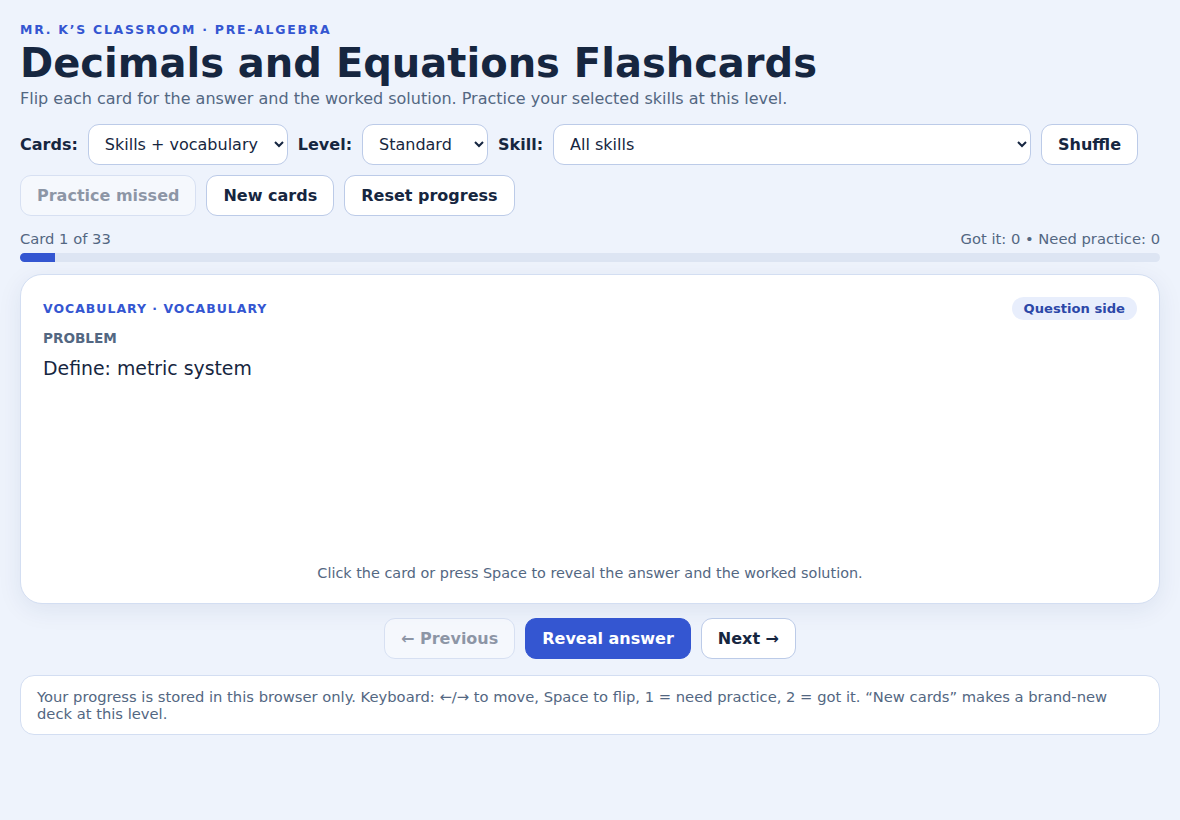 MR. K’S CLASSROOM · PRE-ALGEBRA
Decimals and Equations Flashcards
Flip each card for the answer and the worked solution. Practice your selected skills at this level.
Cards: Skills + vocabulary Level: Standard Skill: All skills Shuffle
Practice missed New cards Reset progress
Card 1 of 33 Got it: 0 • Need practice: 0
VOCABULARY · VOCABULARY Question side
PROBLEM
Define: metric system
Click the card or press Space to reveal the answer and the worked solution.
← Previous Reveal answer Next →
Your progress is stored in this browser only. Keyboard: ←/→ to move, Space to flip, 1 = need practice, 2 = got it. “New cards” makes a brand-new
deck at this level.